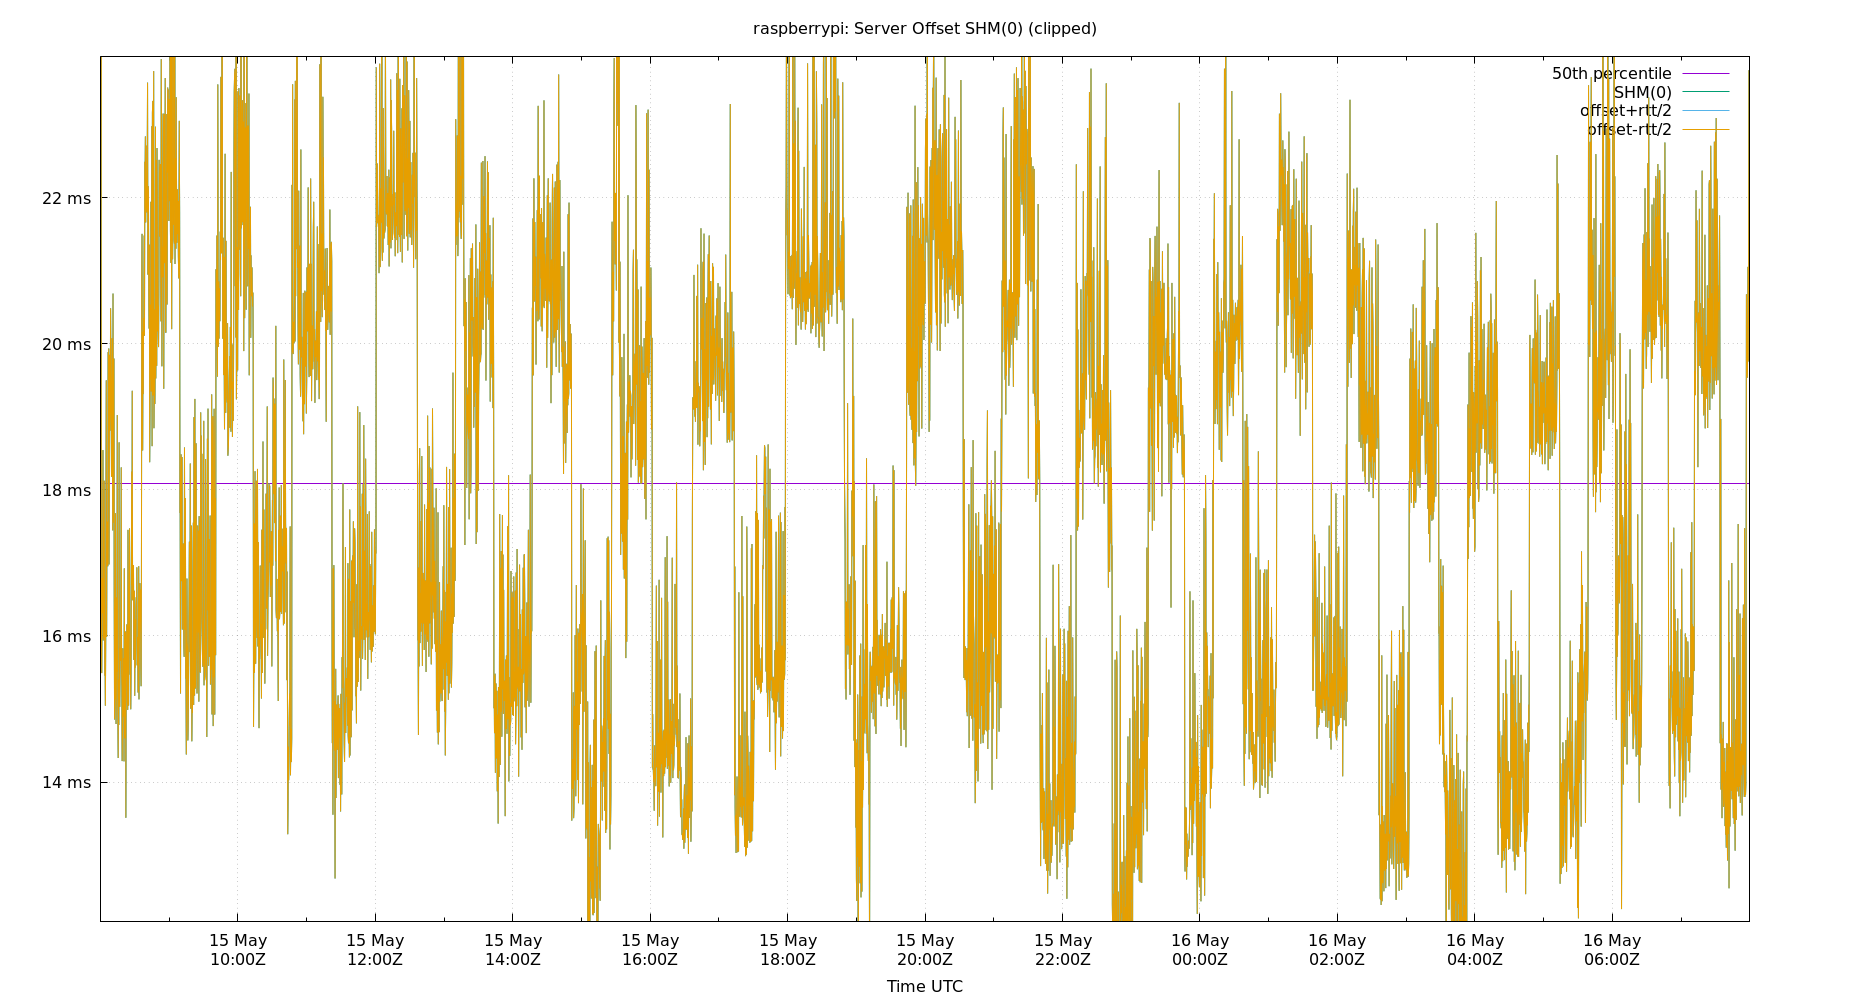 raspberrypi: Server Offset SHM(0) (clipped)
50th percentile
SHM(0)
offset+rtt/2
offset-rtt/2
22 ms
20 ms
18 ms
16 ms
14 ms
15 May 15 May 15 May 15 May 15 May 15 May 15 May 16 May 16 May 16 May 16 May
10:00Z 12:00Z 14:00Z 16:00Z 18:00Z 20:00Z 22:00Z 00:00Z 02:00Z 04:00Z 06:00Z
Time UTC